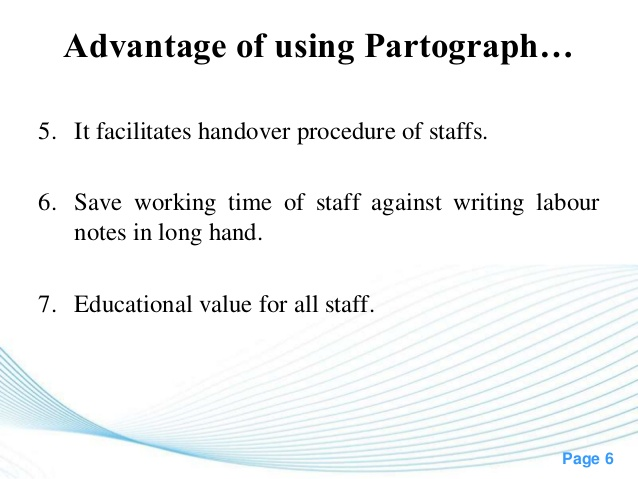 Advantage of using Partograph…
5. It facilitates handover procedure of staffs.
6. Save working time of staff against writing labour
notes in long hand.
7. Educational value for all staff.
Page 6